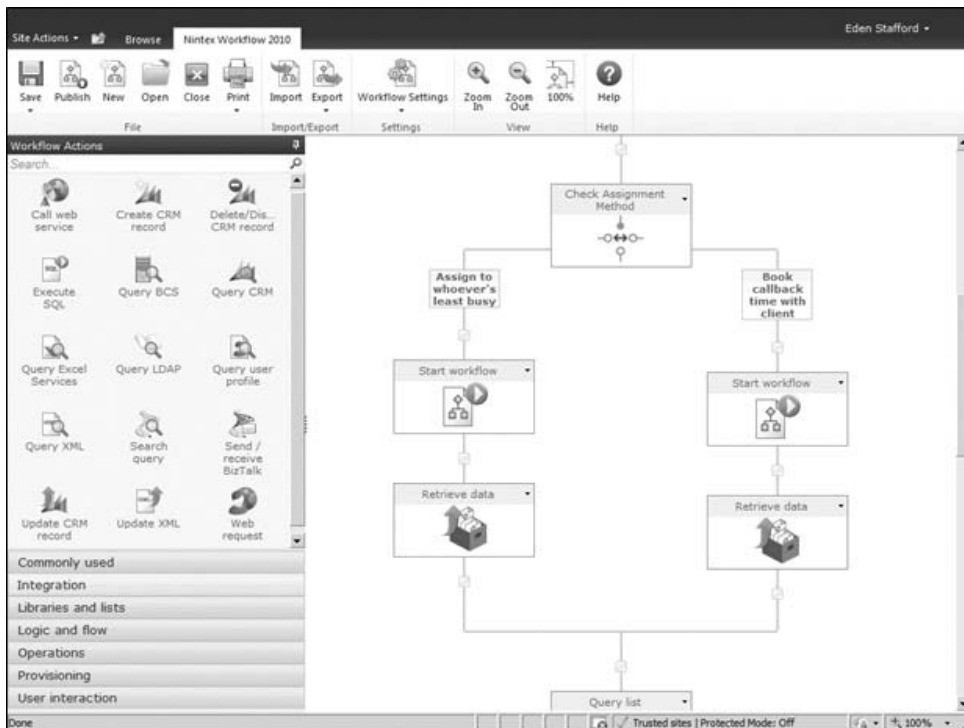 Eden Stafford
Site Actions
Browse
Nintex Workflow 2010
Save
Publish
New
Open
Close
Print
Import
Export
Workflow Settings
Zoom
In
Zoom
Out
100%
Help
File
Import/Export
Settings
View
Help
Workflow Actions
Search...
Call web
service
Create CRM
record
Delete/Dis...
CRM record
Execute
SQL
Query BCS
Query CRM
Query Excel
Services
Query LDAP
Query user
profile
Query XML
Search
query
Send /
receive
BizTalk
Update CRM
record
Update XML
Web
request
Commonly used
Integration
Libraries and lists
Logic and flow
Operations
Provisioning
User interaction
Check Assignment
Method
Assign to
whoever's
least busy
Book
callback
time with
client
Start workflow
Start workflow
Retrieve data
Retrieve data
Query list
Done
Trusted sites | Protected Mode: Off
100%